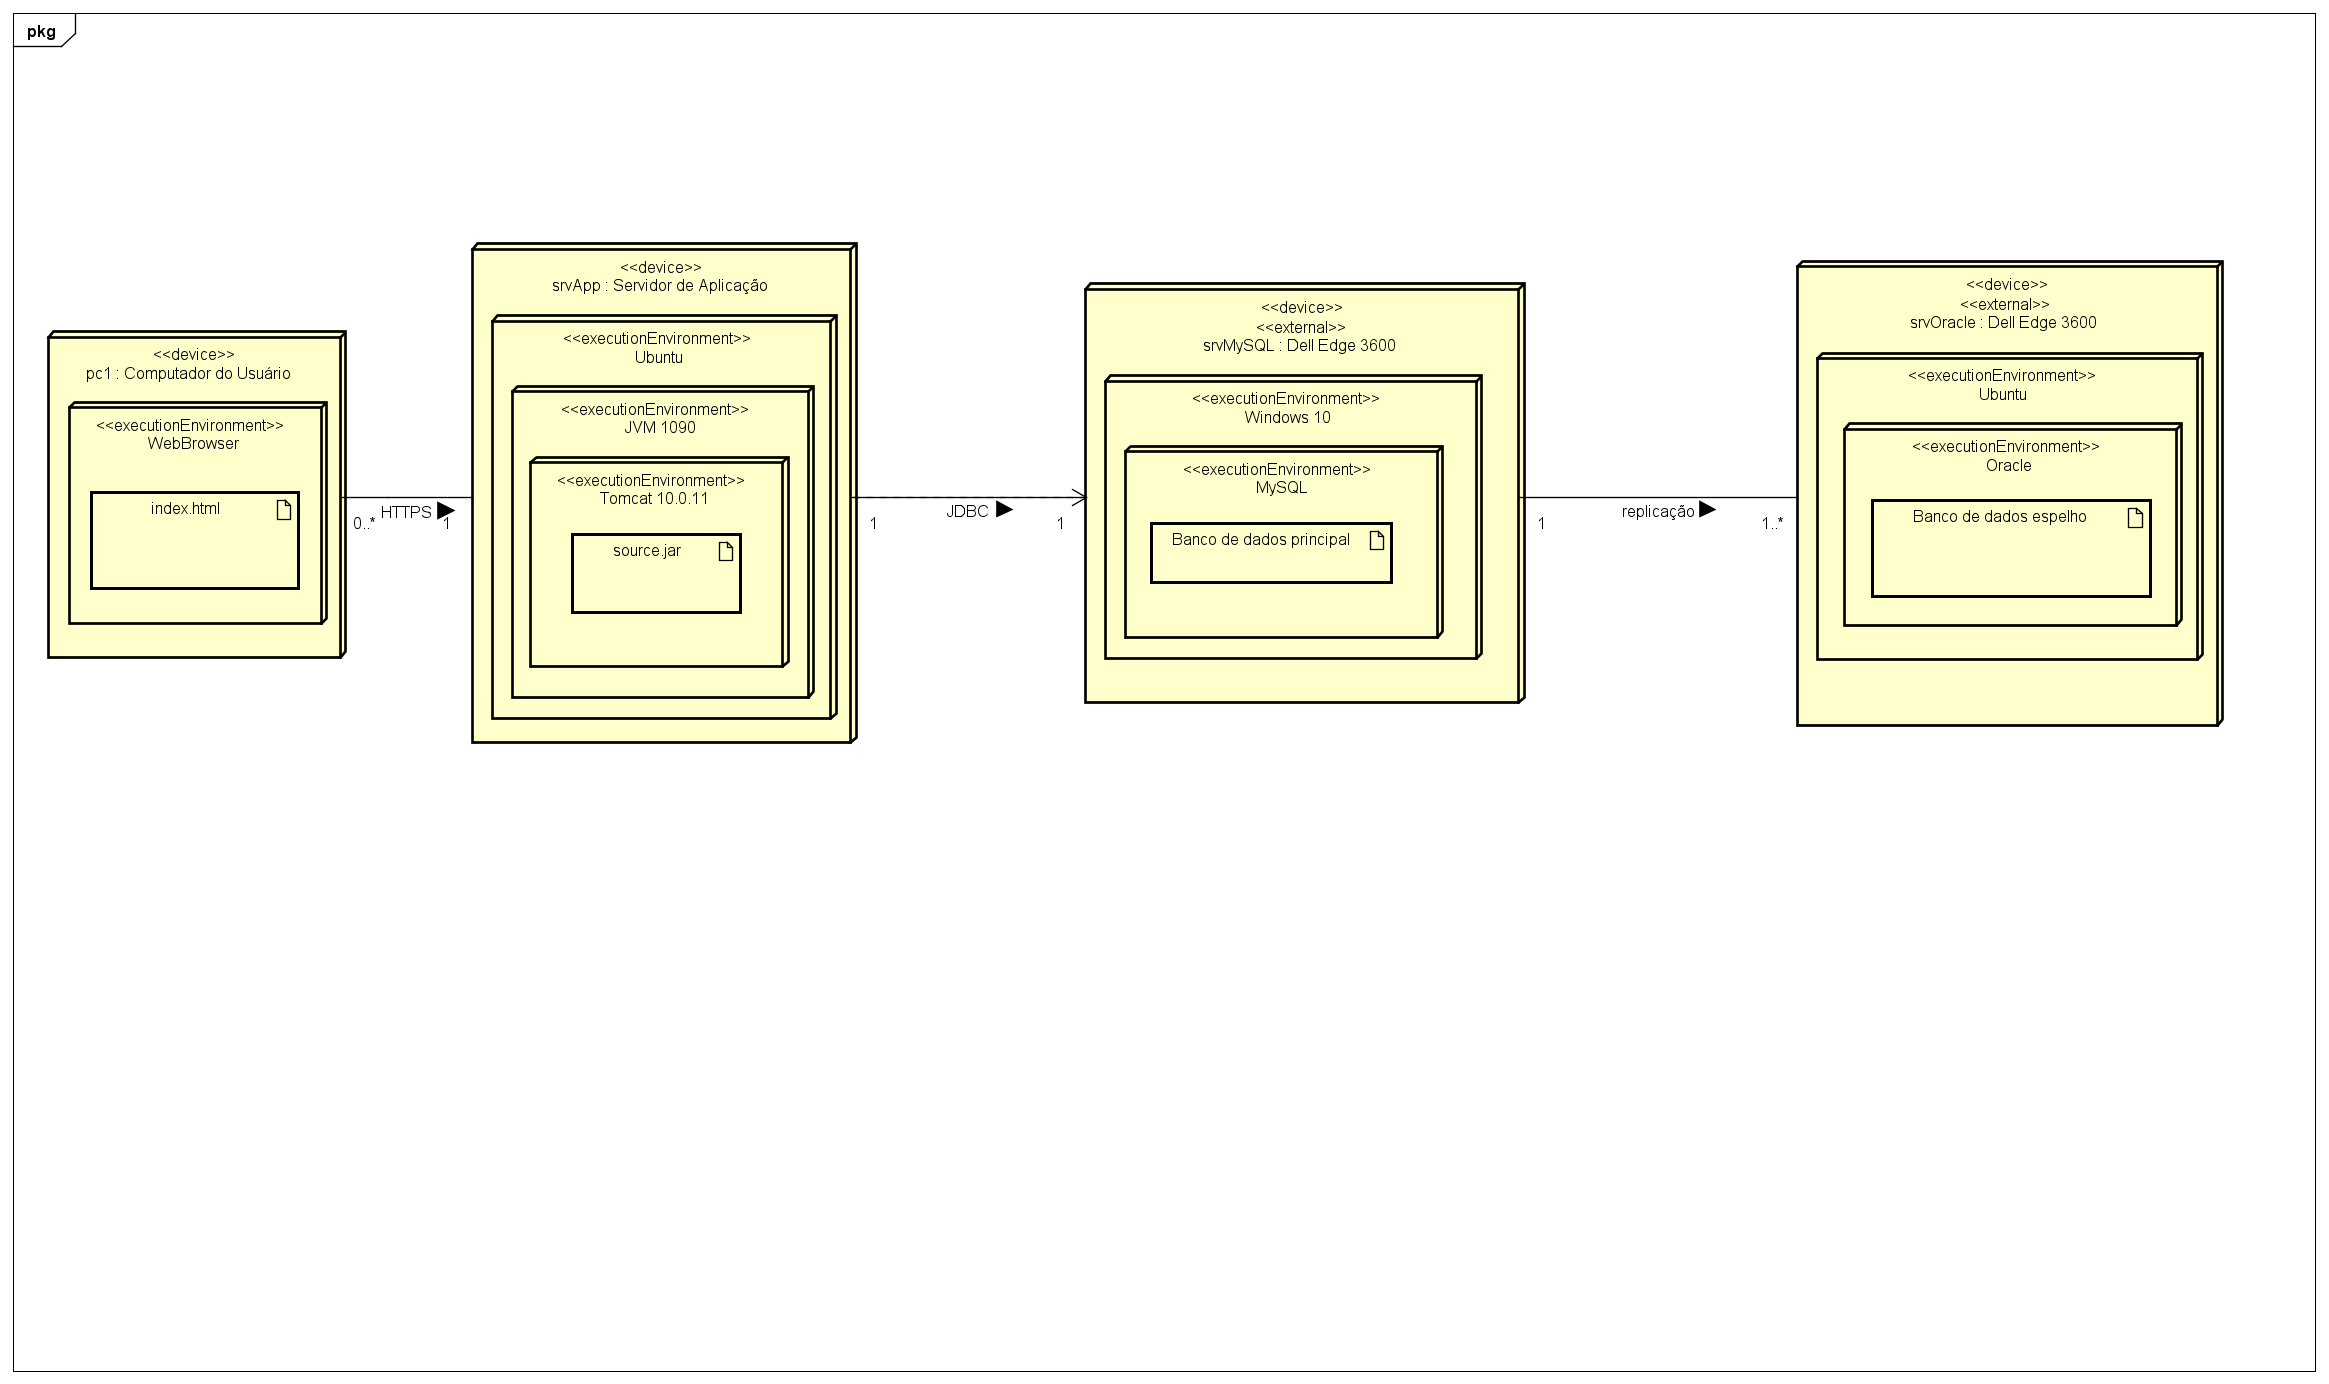 pkg
<<device>>
pc1 : Computador do Usuário
<<executionEnvironment>>
WebBrowser
index.html
0..*
HTTPS
1
<<device>>
srvApp : Servidor de Aplicação
<<executionEnvironment>>
Ubuntu
<<executionEnvironment>>
JVM 1090
<<executionEnvironment>>
Tomcat 10.0.11
source.jar
1
JDBC
1
<<device>>
<<external>>
srvMySQL : Dell Edge 3600
<<executionEnvironment>>
Windows 10
<<executionEnvironment>>
MySQL
Banco de dados principal
1
replicação
1..*
<<device>>
<<external>>
srvOracle : Dell Edge 3600
<<executionEnvironment>>
Ubuntu
<<executionEnvironment>>
Oracle
Banco de dados espelho